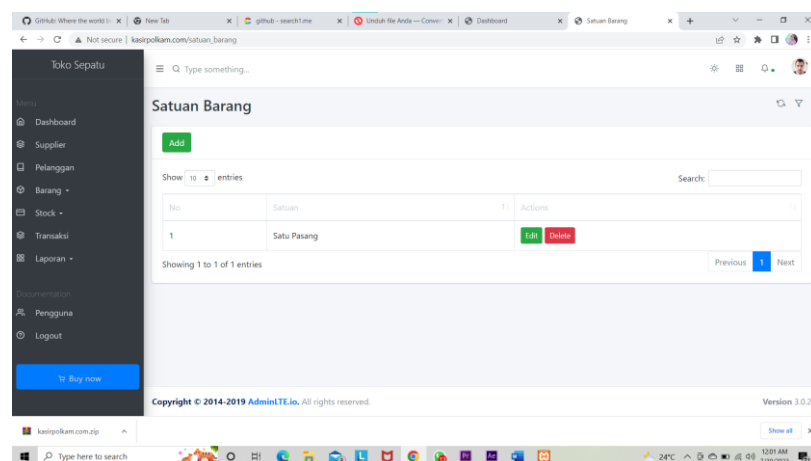 GitHub: Where the world b
New Tab
github - search1.me
Unduh file Anda — Conver
Dashboard
Satuan Barang
Not secure | kasirpolkam.com/satuan_barang
Toko Sepatu
Type something...
Menu
Dashboard
Supplier
Pelanggan
Barang
Stock
Transaksi
Laporan
Documentation
Pengguna
Logout
Buy now
Satuan Barang
Add
Show 10 entries
Search:
No Satuan Actions
1 Satu Pasang Edit Delete
Showing 1 to 1 of 1 entries
Previous 1 Next
Copyright © 2014-2019 AdminLTE.io. All rights reserved.
Version 3.0.2
kasirpolkam.com.zip
Show all
Type here to search
24°C
12:01 AM